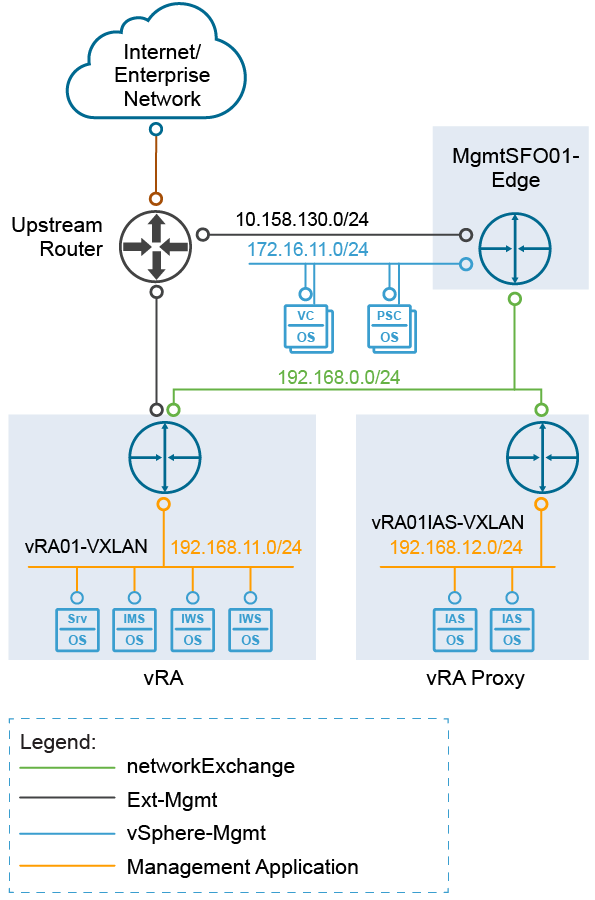 Internet/
Enterprise
Network
MgmtSFO01-
Edge
Upstream
Router
10.158.130.0/24
172.16.11.0/24
VC
OS
PSC
OS
192.168.0.0/24
vRA01-VXLAN
192.168.11.0/24
Srv
OS
IMS
OS
IWS
OS
IWS
OS
vRA
vRA01IAS-VXLAN
192.168.12.0/24
IAS
OS
IAS
OS
vRA Proxy
Legend:
networkExchange
Ext-Mgmt
vSphere-Mgmt
Management Application